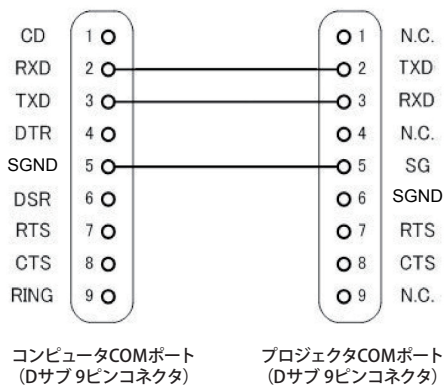 CD 1 1 N.C.
RXD 2 2 TXD
TXD 3 3 RXD
DTR 4 4 N.C.
SGND 5 5 SG
DSR 6 6 SGND
RTS 7 7 RTS
CTS 8 8 CTS
RING 9 9 N.C.
コンピュータCOMポート プロジェクタCOMポート
(Dサブ 9ピンコネクタ) (Dサブ 9ピンコネクタ)